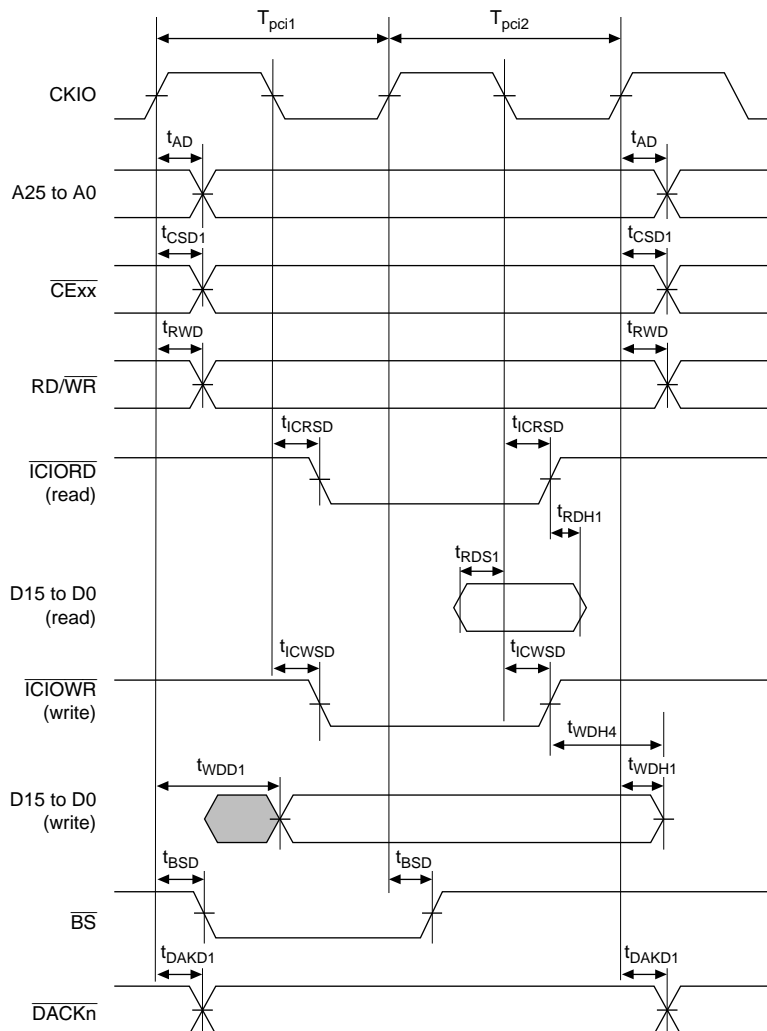 Tpci1 Tpci2
CKIO
tAD tAD
A25 to A0
tCSD1 tCSD1
CExx
tRWD tRWD
RD/WR
tICRSD tICRSD
ICIORD
(read)
tRDH1
tRDS1
D15 to D0
(read)
tICWSD tICWSD
ICIOWR
(write)
tWDH4
tWDD1 tWDH1
D15 to D0
(write)
tBSD tBSD
BS
tDAKD1 tDAKD1
DACKn